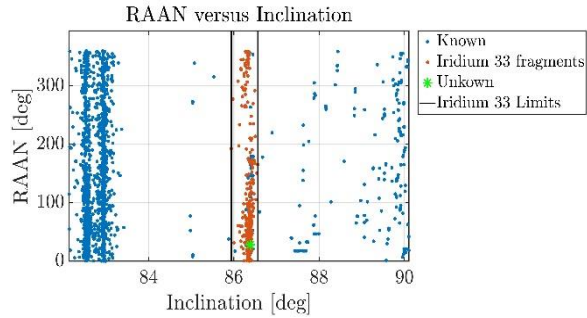 RAAN versus Inclination
Known
Iridium 33 fragments
Unkown
Iridium 33 Limits
RAAN [deg]
300
200
100
0
84
86
88
90
Inclination [deg]